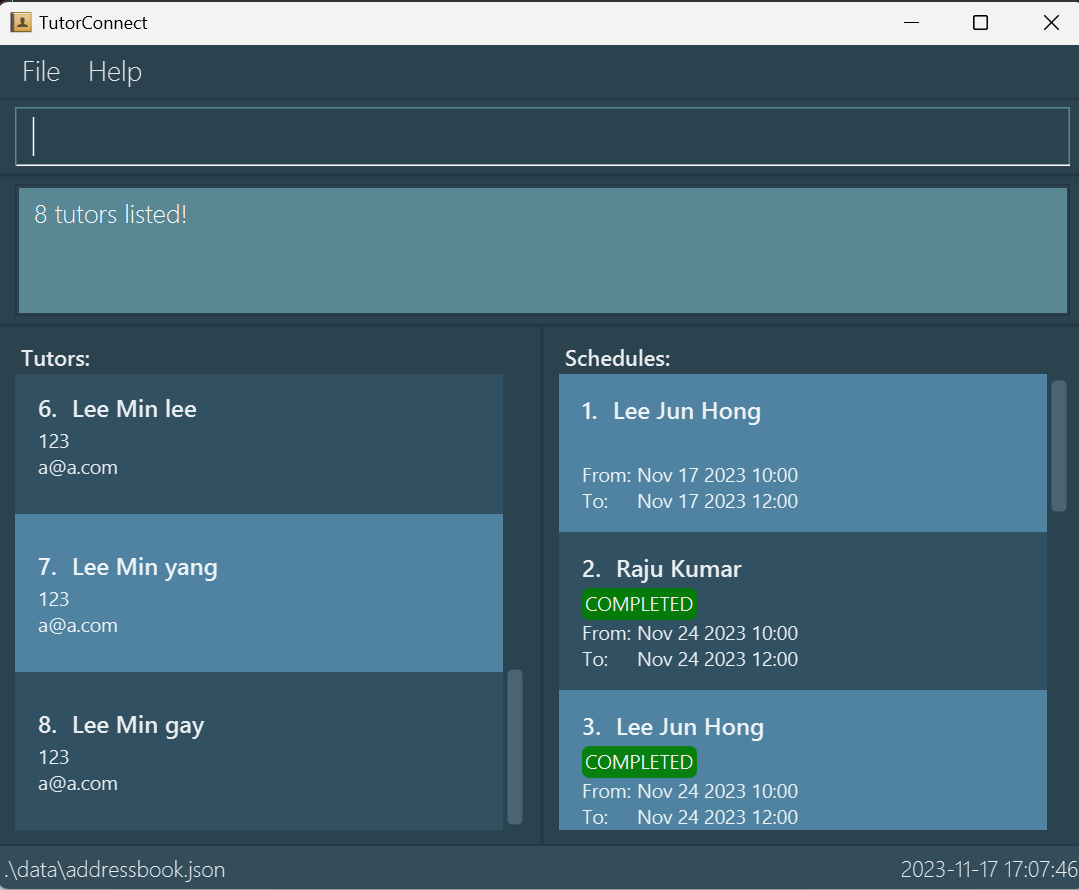 TutorConnect
File Help
8 tutors listed!
Tutors:
6. Lee Min lee
123
a@a.com
7. Lee Min yang
123
a@a.com
8. Lee Min gay
123
a@a.com
Schedules:
1. Lee Jun Hong
From: Nov 17 2023 10:00
To: Nov 17 2023 12:00
2. Raju Kumar
COMPLETED
From: Nov 24 2023 10:00
To: Nov 24 2023 12:00
3. Lee Jun Hong
COMPLETED
From: Nov 24 2023 10:00
To: Nov 24 2023 12:00
.\data\addressbook.json
2023-11-17 17:07:46